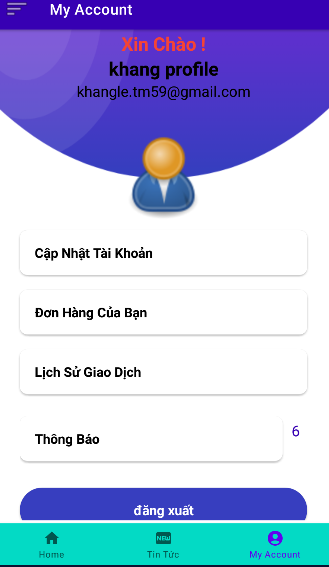 My Account
Xin Chào !
khang profile
khangle.tm59@gmail.com
Cập Nhật Tài Khoản
Đơn Hàng Của Bạn
Lịch Sử Giao Dịch
Thông Báo
6
đăng xuất
NEW
Home
Tin Tức
My Account